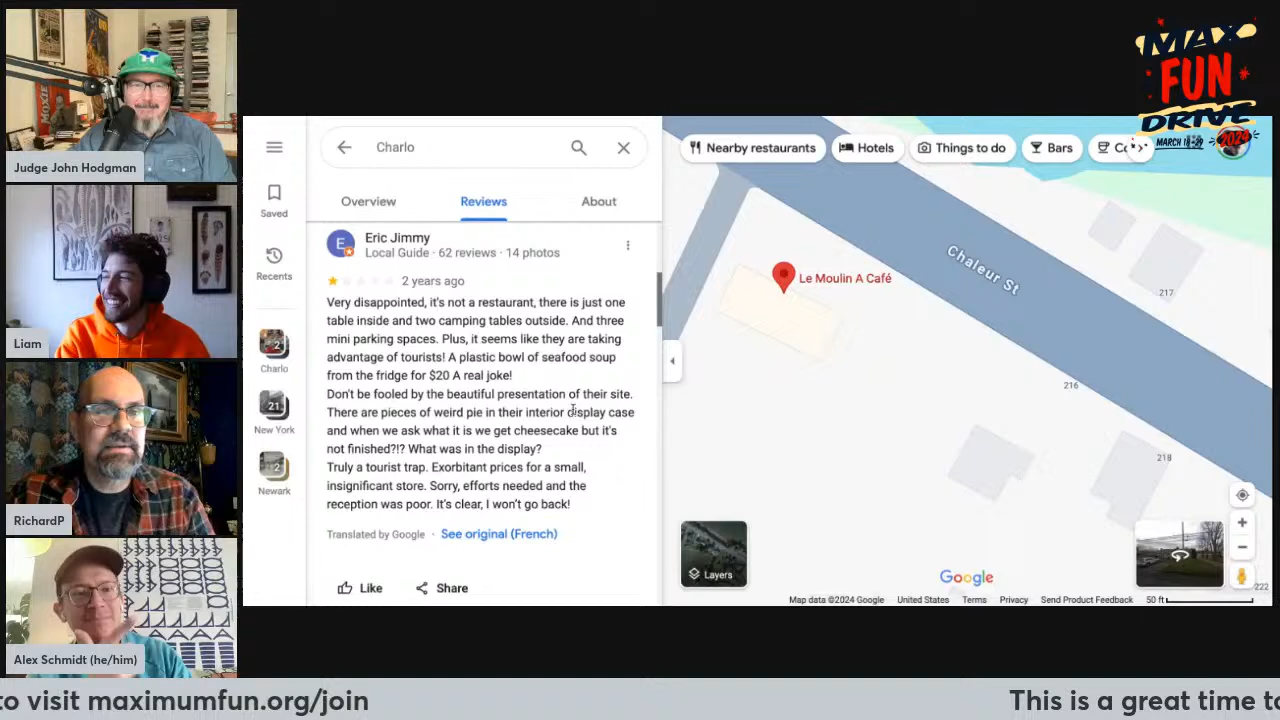 MAX
FUN
DRIVE
MARCH 18-29
2024
MOXIE
Judge John Hodgman
Liam
RichardP
Alex Schmidt (he/him)
Saved
Recents
2
Charlo
21
New York
2
Newark
Charlo
Overview
Reviews
About
E
Eric Jimmy
Local Guide · 62 reviews · 14 photos
2 years ago
Very disappointed, it's not a restaurant, there is just one
table inside and two camping tables outside. And three
mini parking spaces. Plus, it seems like they are taking
advantage of tourists! A plastic bowl of seafood soup
from the fridge for $20 A real joke!
Don't be fooled by the beautiful presentation of their site.
There are pieces of weird pie in their interior display case
and when we ask what it is we get cheesecake but it's
not finished?!? What was in the display?
Truly a tourist trap. Exorbitant prices for a small,
insignificant store. Sorry, efforts needed and the
reception was poor. It's clear, I won't go back!
Translated by Google · See original (French)
Like
Share
Nearby restaurants
Hotels
Things to do
Bars
Chaleur St
Le Moulin A Café
217
216
218
222
Layers
Google
Map data ©2024 Google
United States
Terms
Privacy
Send Product Feedback
50 ft
to visit maximumfun.org/join
This is a great time to